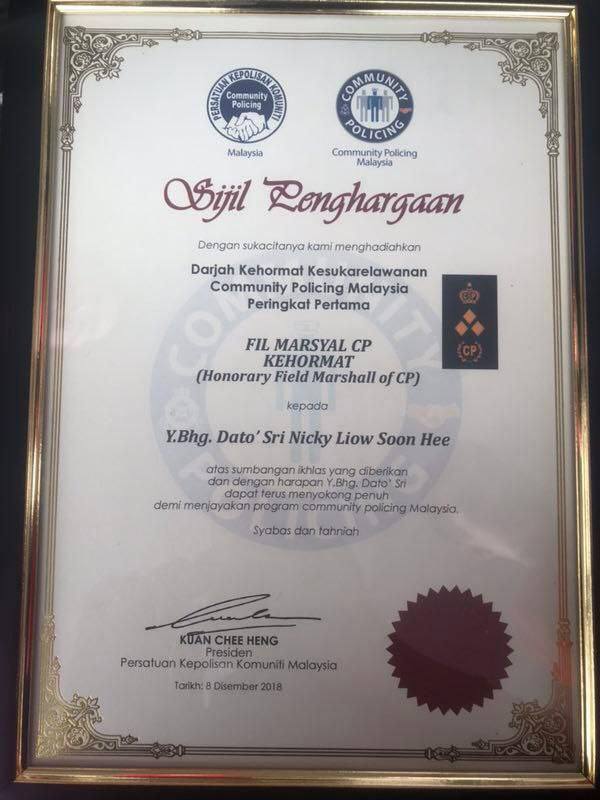 PERSATUAN KEPOLISAN KOMUNITI
Community
Policing
Malaysia
COMMUNITY
POLICING
Community Policing
Malaysia
Sijil Penghargaan
Dengan sukacitanya kami menghadiahkan
Darjah Kehormat Kesukarelawanan
Community Policing Malaysia
Peringkat Pertama
FIL MARSYAL CP
KEHORMAT
(Honorary Field Marshall of CP)
CP
kepada
Y.Bhg. Dato' Sri Nicky Liow Soon Hee
atas sumbangan ikhlas yang diberikan
dan dengan harapan Y.Bhg. Dato' Sri
dapat terus menyokong penuh
demi menjayakan program community policing Malaysia.
Syabas dan tahniah
KUAN CHEE HENG
Presiden
Persatuan Kepolisan Komuniti Malaysia
Tarikh: 8 Disember 2018
COMMUNITY
POLICING